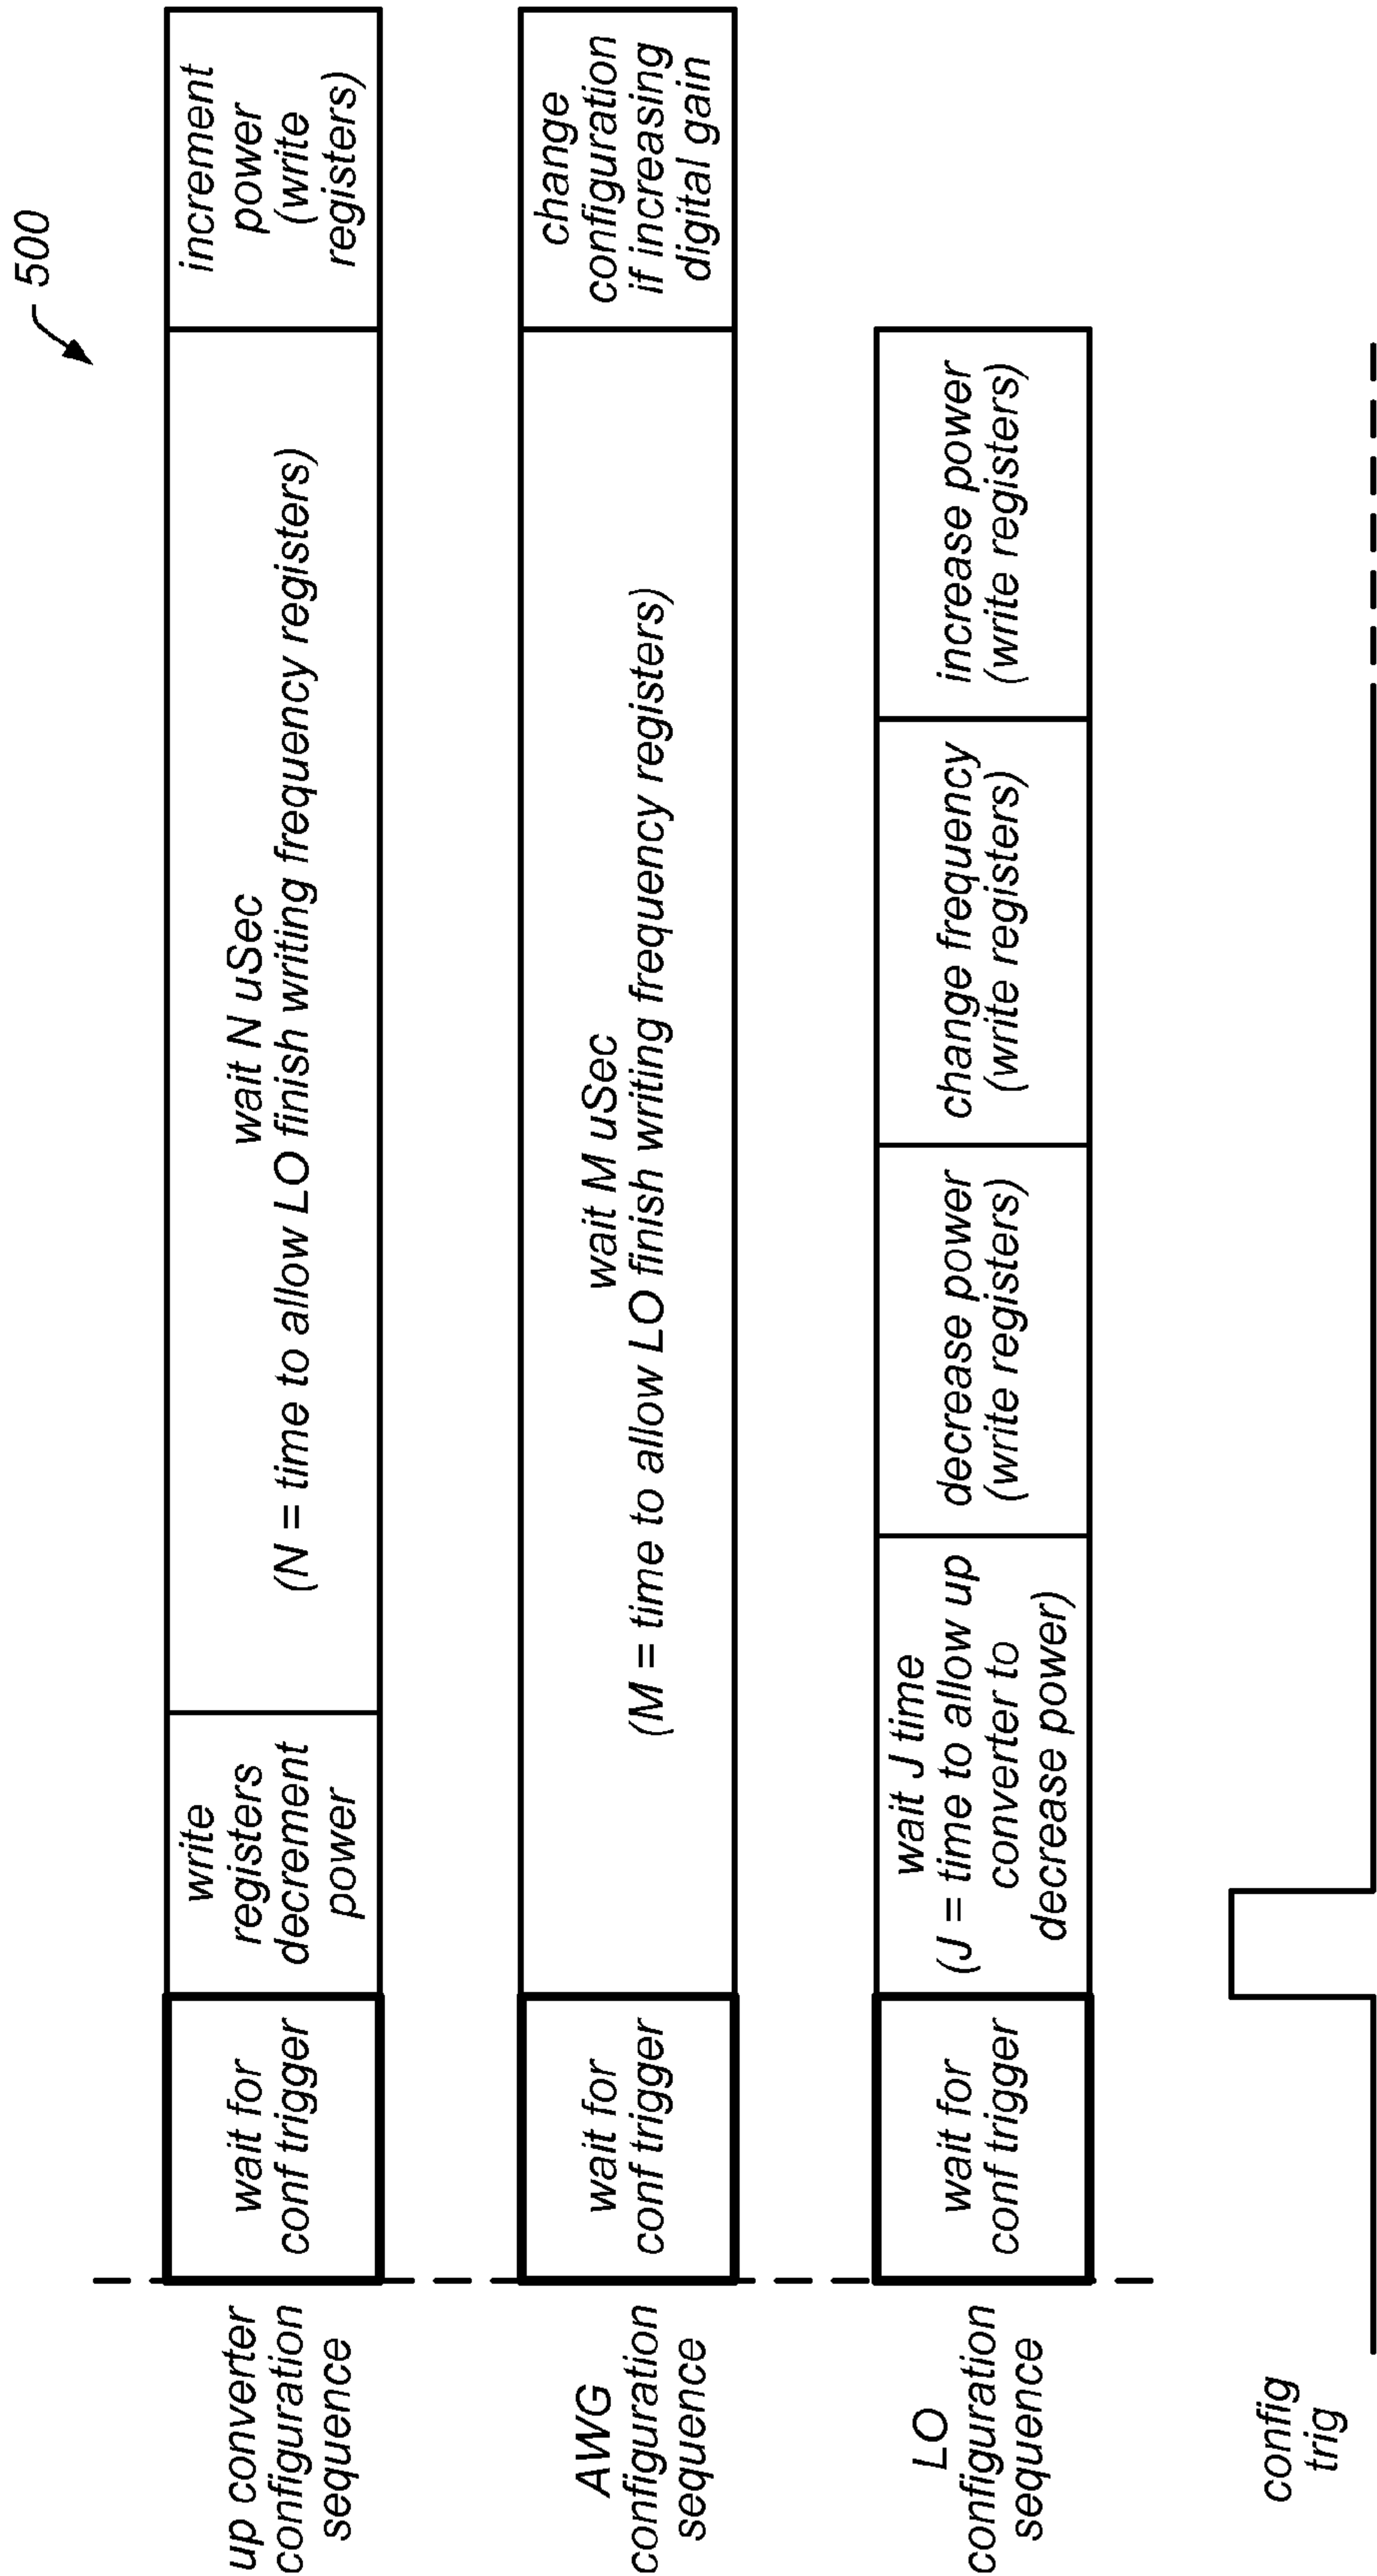 500
up converter
configuration
sequence
wait for
conf trigger
write
registers
decrement
power
wait N uSec
(N = time to allow LO finish writing frequency registers)
increment
power
(write
registers)
AWG
configuration
sequence
wait for
conf trigger
wait M uSec
(M = time to allow LO finish writing frequency registers)
change
configuration
if increasing
digital gain
LO
configuration
sequence
wait for
conf trigger
wait J time
(J = time to allow up
converter to
decrease power)
decrease power
(write registers)
change frequency
(write registers)
increase power
(write registers)
config
trig